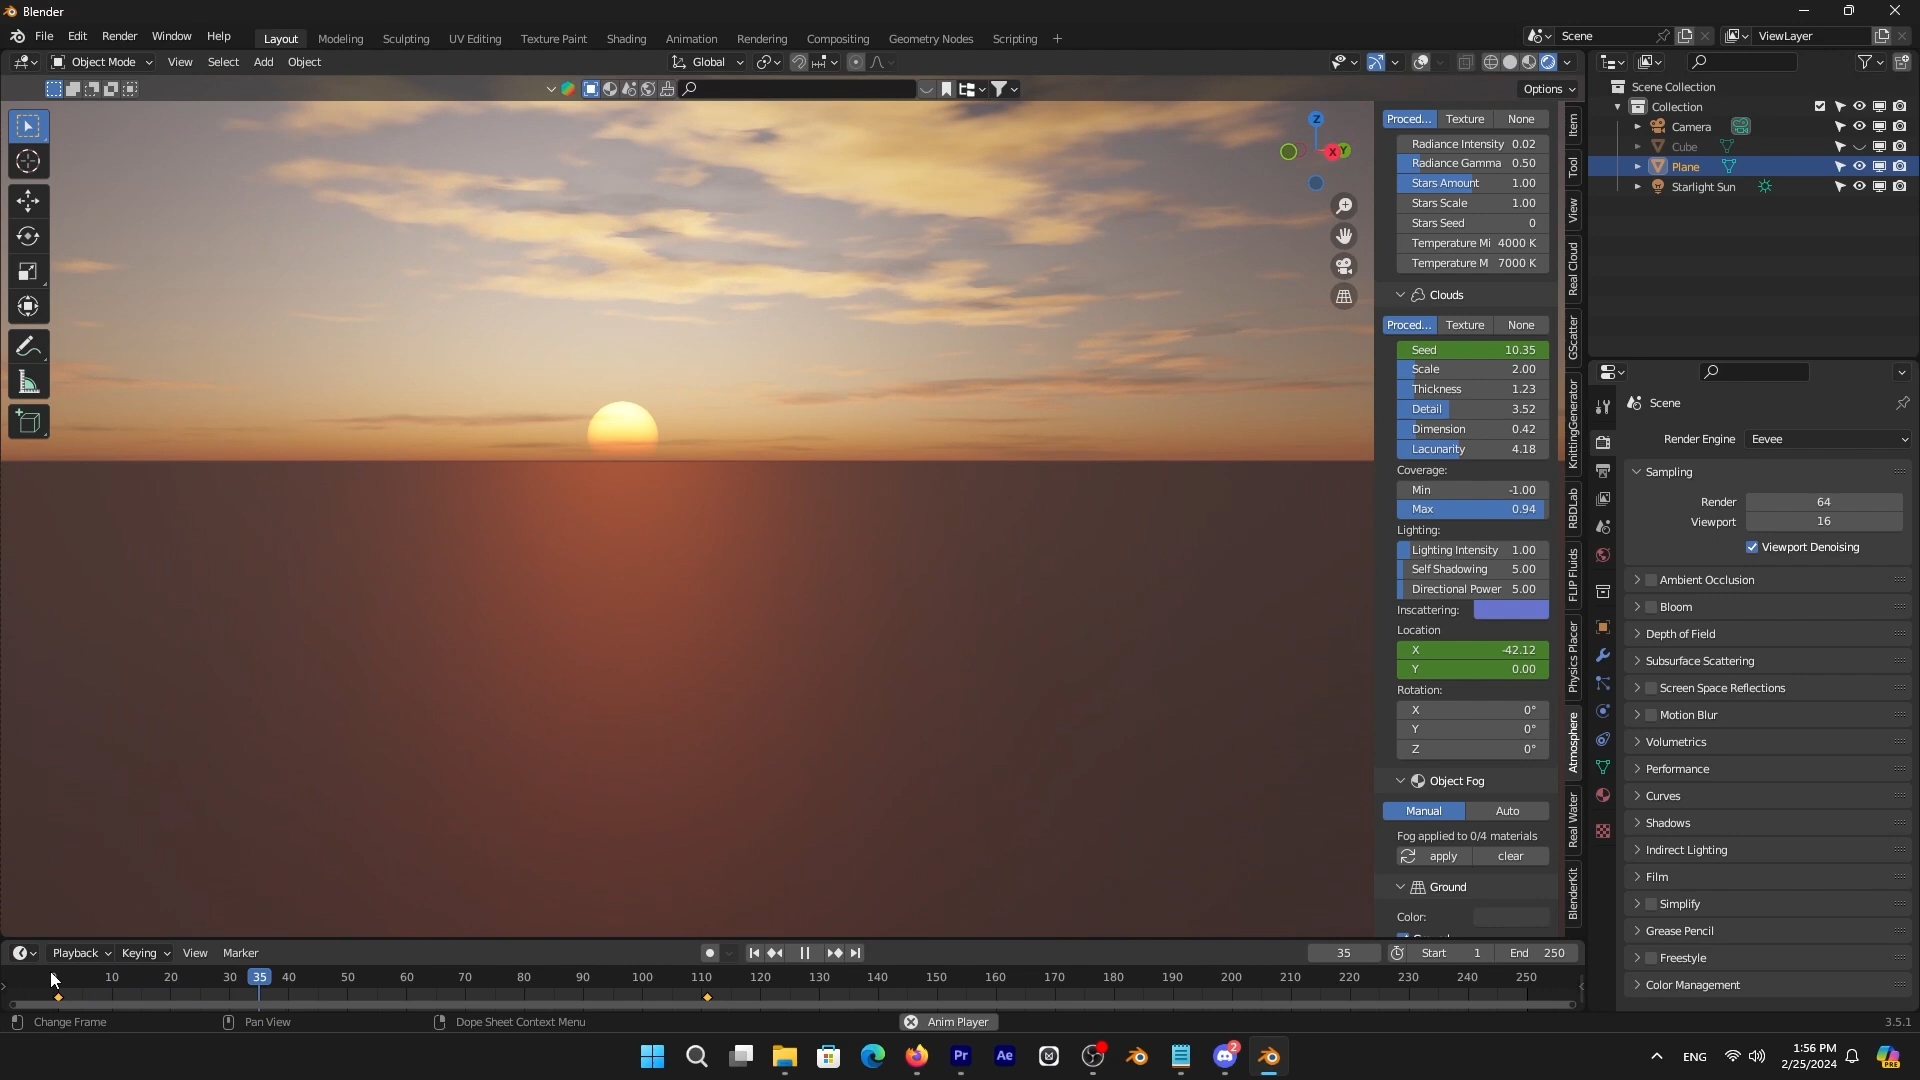 Blender
File Edit Render Window Help
Layout Modeling Sculpting UV Editing Texture Paint Shading Animation Rendering Compositing Geometry Nodes Scripting +
Scene
ViewLayer
Object Mode View Select Add Object
Global
Options
Z
X Y
Proced... Texture None
Radiance Intensity 0.02
Radiance Gamma 0.50
Stars Amount 1.00
Stars Scale 1.00
Stars Seed 0
Temperature Mi 4000 K
Temperature M 7000 K
Clouds
Proced... Texture None
Seed 10.35
Scale 2.00
Thickness 1.23
Detail 3.52
Dimension 0.42
Lacunarity 4.18
Coverage:
Min -1.00
Max 0.94
Lighting:
Lighting Intensity 1.00
Self Shadowing 5.00
Directional Power 5.00
Inscattering:
Location
X -42.12
Y 0.00
Rotation:
X 0°
Y 0°
Z 0°
Object Fog
Manual Auto
Fog applied to 0/4 materials
apply clear
Ground
Color:
Item
Tool
View
Real Cloud
GScatter
KnittingGenerator
RBDLab
FLIP Fluids
Physics Placer
Atmosphere
Real Water
BlenderKit
Scene Collection
Collection
Camera
Cube
Plane
Starlight Sun
Scene
Render Engine Eevee
Sampling
Render 64
Viewport 16
Viewport Denoising
Ambient Occlusion
Bloom
Depth of Field
Subsurface Scattering
Screen Space Reflections
Motion Blur
Volumetrics
Performance
Curves
Shadows
Indirect Lighting
Film
Simplify
Grease Pencil
Freestyle
Color Management
Playback Keying View Marker
35 Start 1 End 250
10 20 30 35 40 50 60 70 80 90 100 110 120 130 140 150 160 170 180 190 200 210 220 230 240 250
Change Frame Pan View Dope Sheet Context Menu Anim Player 3.5.1
Pr Ae 2
ENG
1:56 PM
2/25/2024
PRE